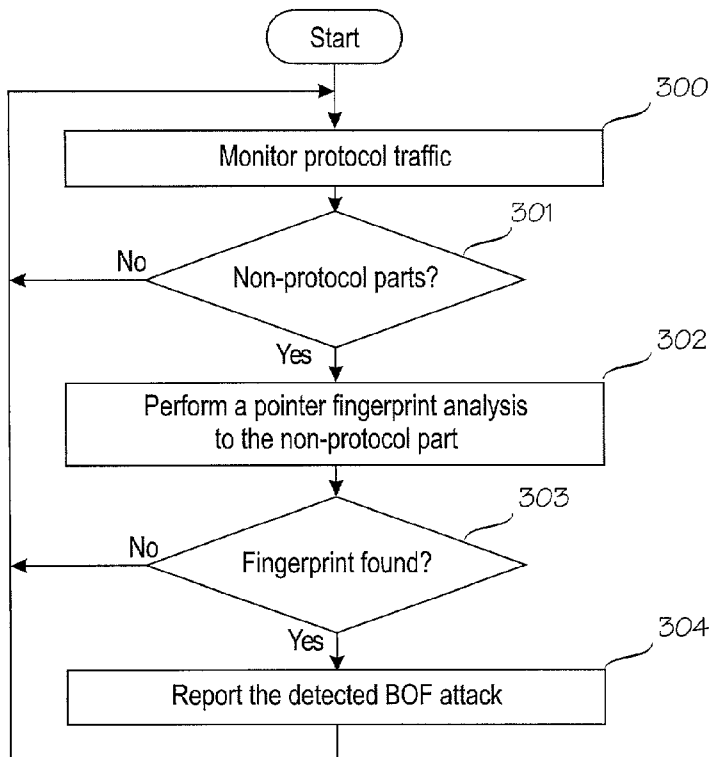 Start
300
Monitor protocol traffic
301
No
Non-protocol parts?
Yes
302
Perform a pointer fingerprint analysis
to the non-protocol part
303
No
Fingerprint found?
Yes
304
Report the detected BOF attack